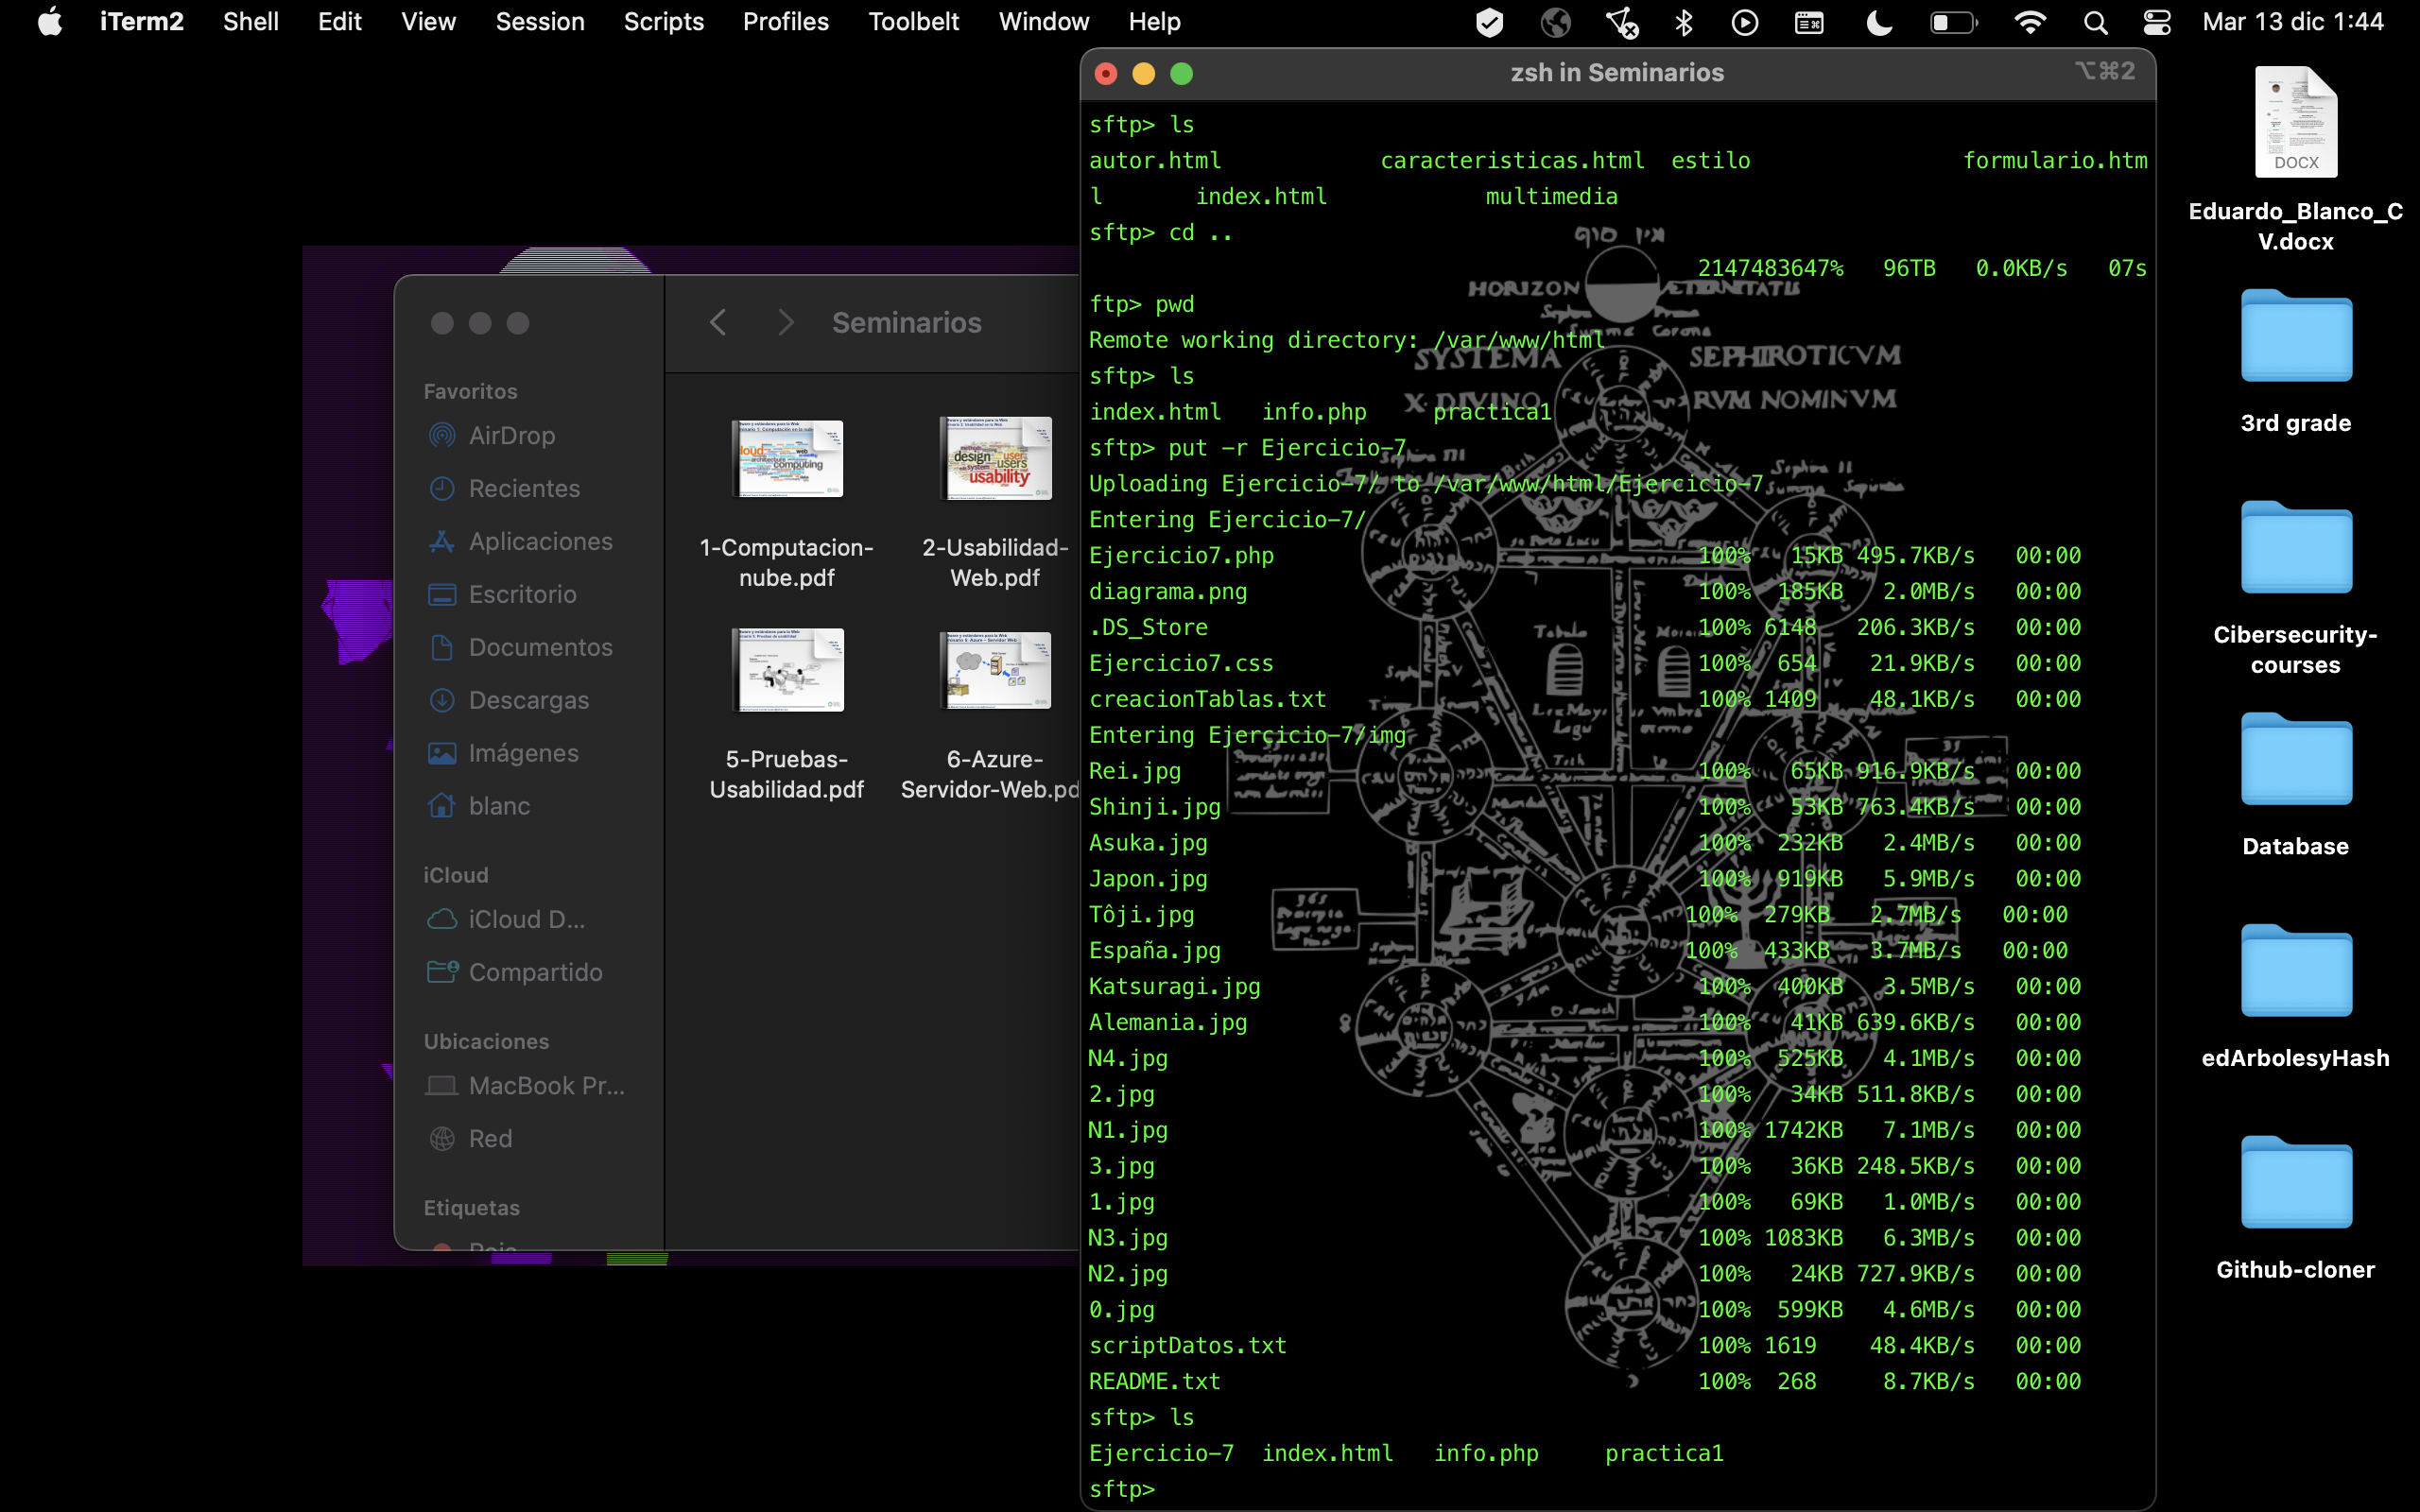 iTerm2 Shell Edit View Session Scripts Profiles Toolbelt Window Help
Mar 13 dic 1:44
zsh in Seminarios
⌥⌘2
sftp> ls
autor.html caracteristicas.html estilo formulario.htm
l index.html multimedia
sftp> cd ..
2147483647% 96TB 0.0KB/s 07s
ftp> pwd
Remote working directory: /var/www/html
sftp> ls
index.html info.php practica1
sftp> put -r Ejercicio-7
Uploading Ejercicio-7/ to /var/www/html/Ejercicio-7
Entering Ejercicio-7/
Ejercicio7.php 100% 15KB 495.7KB/s 00:00
diagrama.png 100% 185KB 2.0MB/s 00:00
.DS_Store 100% 6148 206.3KB/s 00:00
Ejercicio7.css 100% 654 21.9KB/s 00:00
creacionTablas.txt 100% 1409 48.1KB/s 00:00
Entering Ejercicio-7/img
Rei.jpg 100% 65KB 916.9KB/s 00:00
Shinji.jpg 100% 53KB 763.4KB/s 00:00
Asuka.jpg 100% 232KB 2.4MB/s 00:00
Japon.jpg 100% 919KB 5.9MB/s 00:00
Tôji.jpg 100% 279KB 2.7MB/s 00:00
España.jpg 100% 433KB 3.7MB/s 00:00
Katsuragi.jpg 100% 400KB 3.5MB/s 00:00
Alemania.jpg 100% 41KB 639.6KB/s 00:00
N4.jpg 100% 525KB 4.1MB/s 00:00
2.jpg 100% 34KB 511.8KB/s 00:00
N1.jpg 100% 1742KB 7.1MB/s 00:00
3.jpg 100% 36KB 248.5KB/s 00:00
1.jpg 100% 69KB 1.0MB/s 00:00
N3.jpg 100% 1083KB 6.3MB/s 00:00
N2.jpg 100% 24KB 727.9KB/s 00:00
0.jpg 100% 599KB 4.6MB/s 00:00
scriptDatos.txt 100% 1619 48.4KB/s 00:00
README.txt 100% 268 8.7KB/s 00:00
sftp> ls
Ejercicio-7 index.html info.php practica1
sftp>
HORIZON ÆTERNITATIS
Summa Corona
SYSTEMA SEPHIROTICVM
X DIVINO RVM NOMINVM
Seminarios
Favoritos
AirDrop
Recientes
Aplicaciones
Escritorio
Documentos
Descargas
Imágenes
blanc
iCloud
iCloud D...
Compartido
Ubicaciones
MacBook Pr...
Red
Etiquetas
1-Computacion-
nube.pdf
2-Usabilidad-
Web.pdf
5-Pruebas-
Usabilidad.pdf
6-Azure-
Servidor-Web.pd
DOCX
Eduardo_Blanco_C
V.docx
3rd grade
Cibersecurity-
courses
Database
edArbolesyHash
Github-cloner